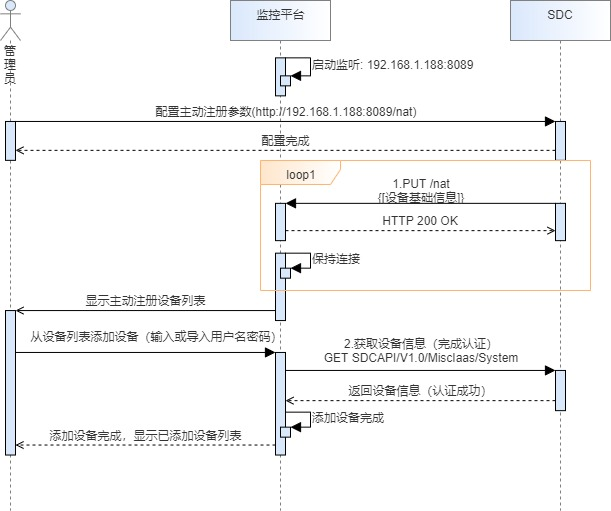 管理员
监控平台
SDC
启动监听: 192.168.1.188:8089
配置主动注册参数(http://192.168.1.188:8089/nat)
配置完成
loop1
1.PUT /nat
{[设备基础信息]}
HTTP 200 OK
保持连接
显示主动注册设备列表
从设备列表添加设备（输入或导入用户名密码）
2.获取设备信息（完成认证）
GET SDCAPI/V1.0/Misclaas/System
返回设备信息（认证成功）
添加设备完成
添加设备完成，显示已添加设备列表